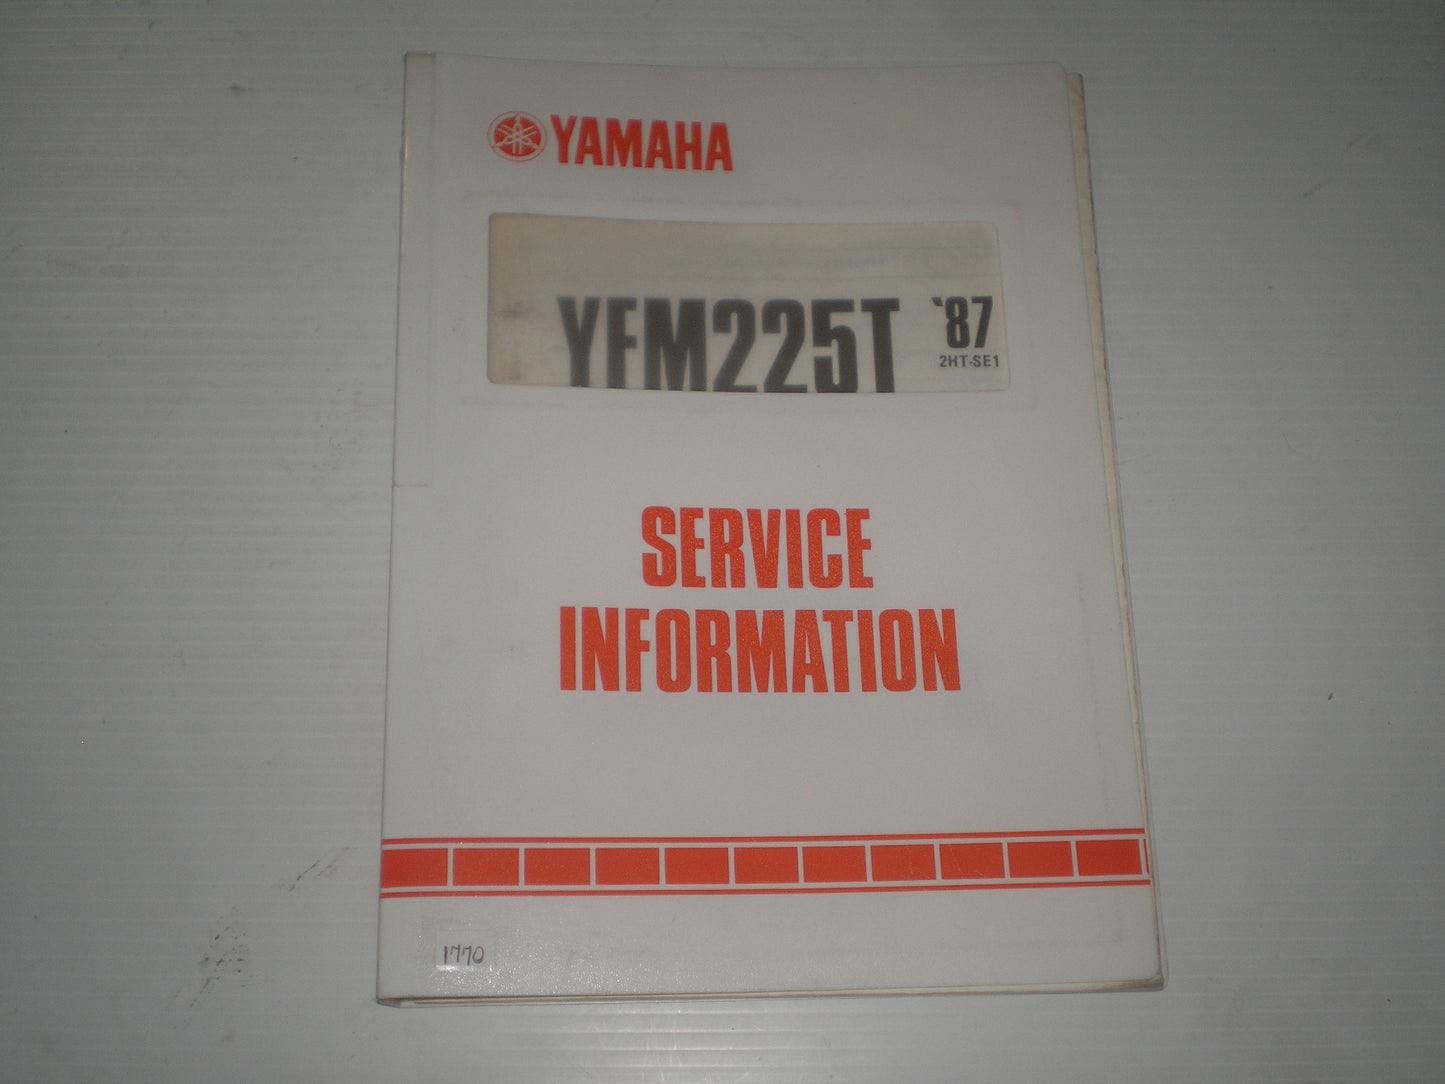 YAMAHA
YFM225T '87
2HT-SE1
SERVICE
INFORMATION
1770